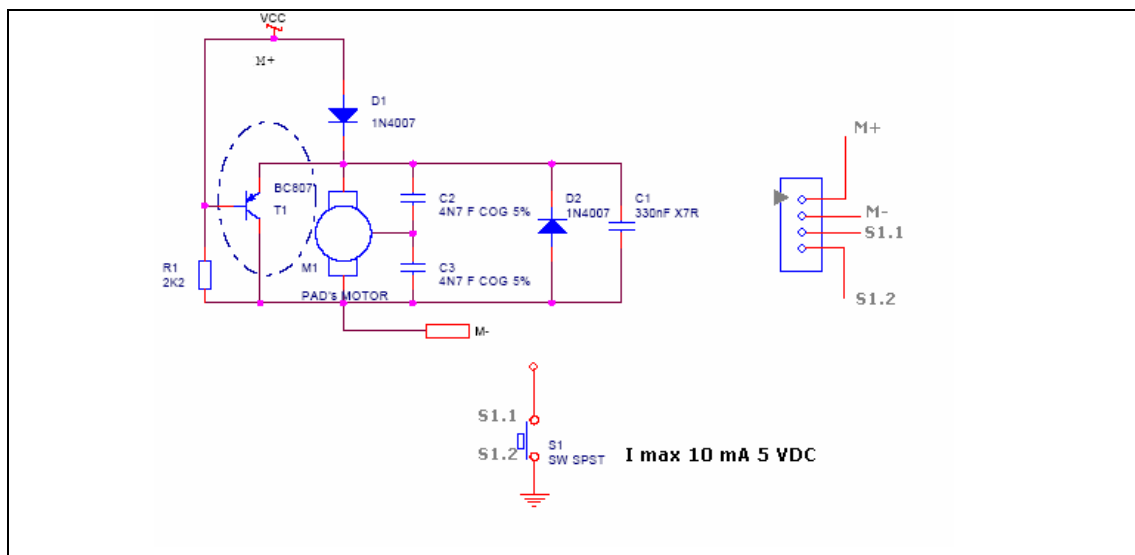 VCC
M+
D1
1N4007
BC807
T1
C2
4N7 F COG 5%
D2
1N4007
C1
330nF X7R
R1
2K2
M1
C3
4N7 F COG 5%
PAD's MOTOR
M-
M+
M-
S1.1
S1.2
S1.1
S1.2
S1
SW SPST
I max 10 mA 5 VDC